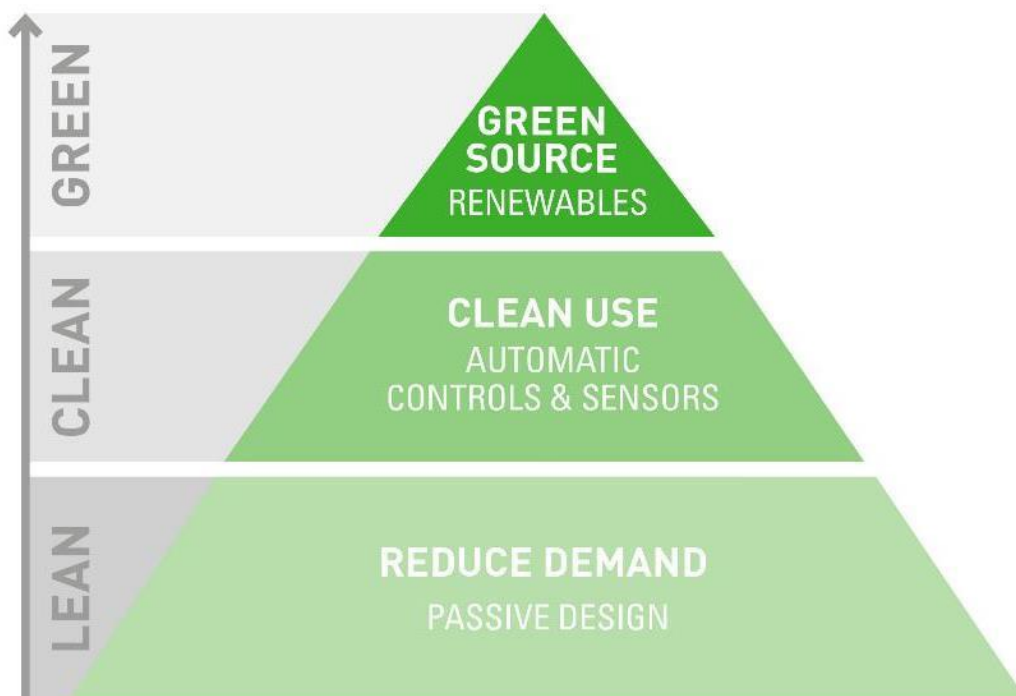 GREEN
GREEN
SOURCE
RENEWABLES
CLEAN
CLEAN USE
AUTOMATIC
CONTROLS & SENSORS
LEAN
REDUCE DEMAND
PASSIVE DESIGN